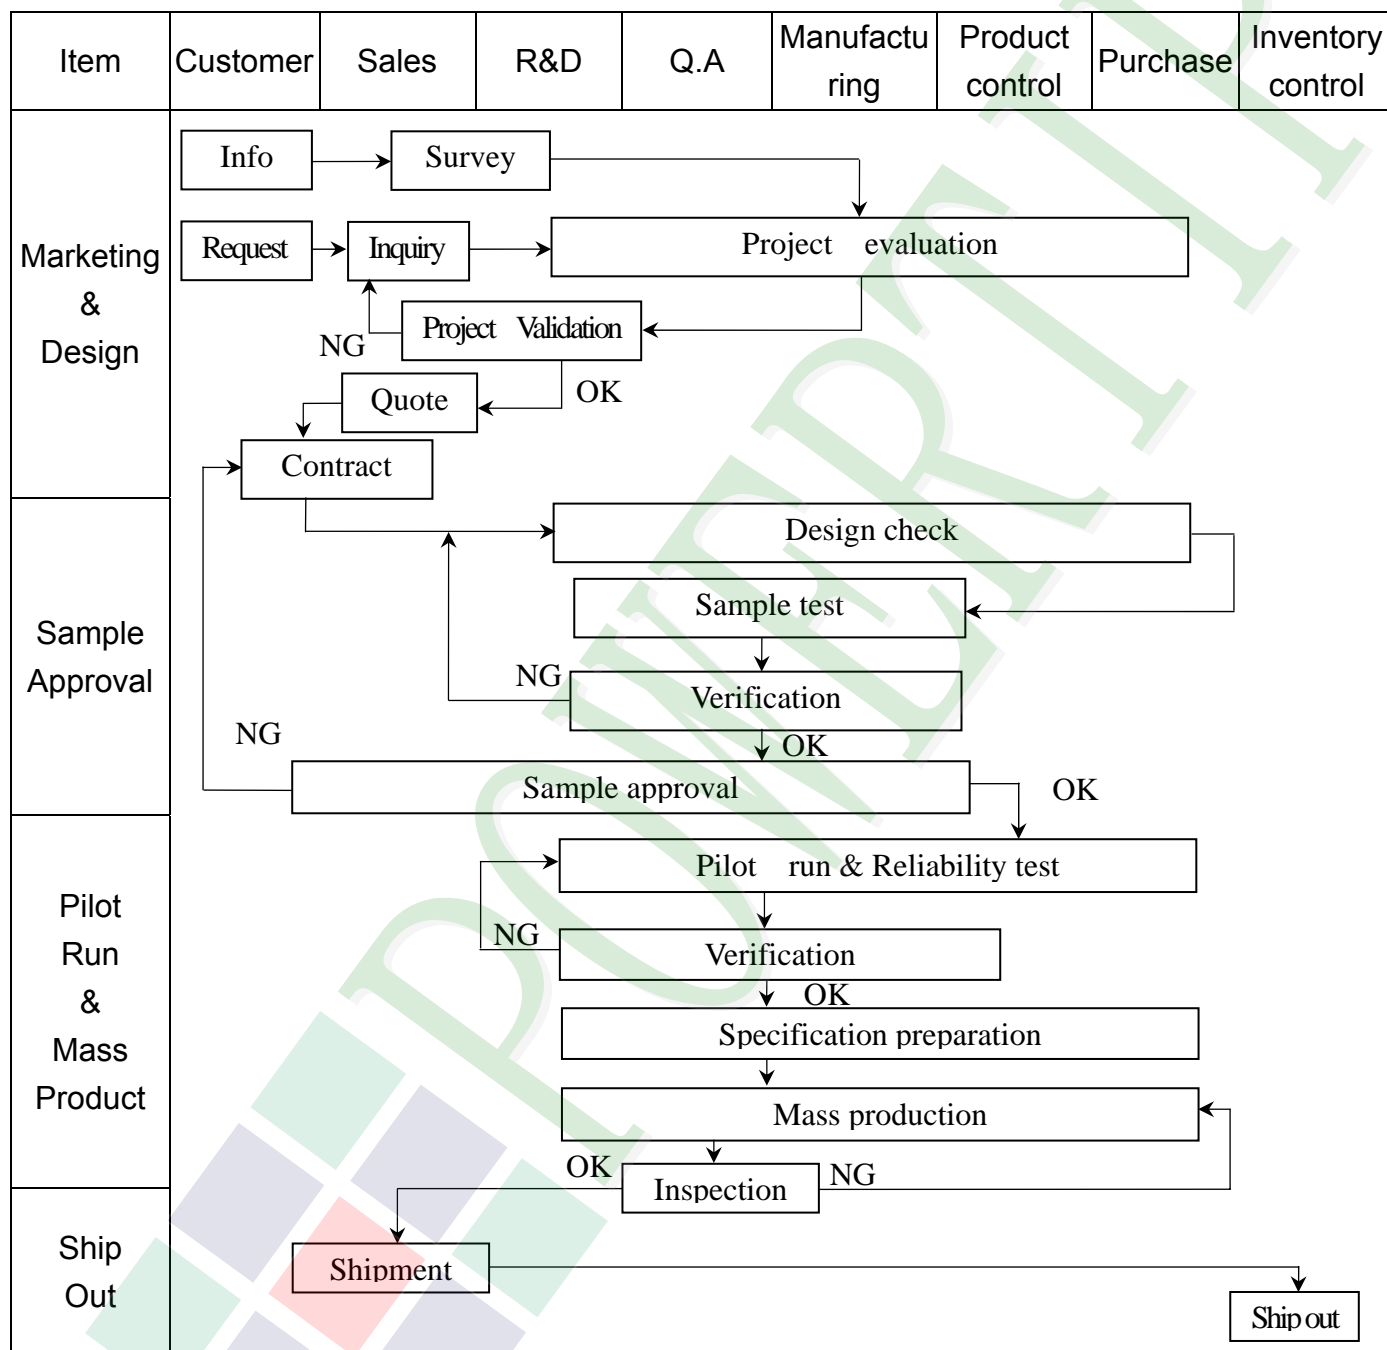 Item
Customer
Sales
R&D
Q.A
Manufactu
ring
Product
control
Purchase
Inventory
control
Marketing
&
Design
Info
Survey
Request
Inquiry
Project evaluation
Project Validation
NG
OK
Quote
Contract
Sample
Approval
Design check
Sample test
NG
Verification
OK
NG
Sample approval
OK
Pilot
Run
&
Mass
Product
Pilot run & Reliability test
NG
Verification
OK
Specification preparation
Mass production
OK
Inspection
NG
Ship
Out
Shipment
Ship out
POWERTIP